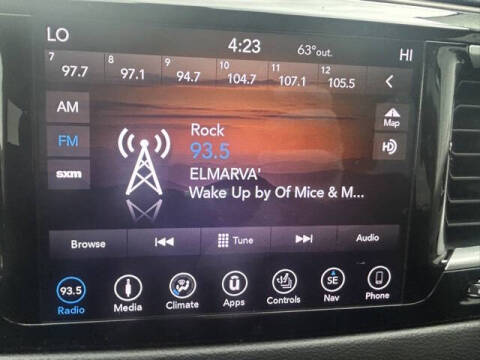 LO
4:23
63°out.
HI
7 97.7
8 97.1
9 94.7
10 104.7
11 107.1
12 105.5
AM
FM
sxm
Rock
93.5
ELMARVA'
Wake Up by Of Mice & M...
Map
HD
Browse
Tune
Audio
93.5
Radio
Media
Climate
Apps
Controls
SE
Nav
Phone